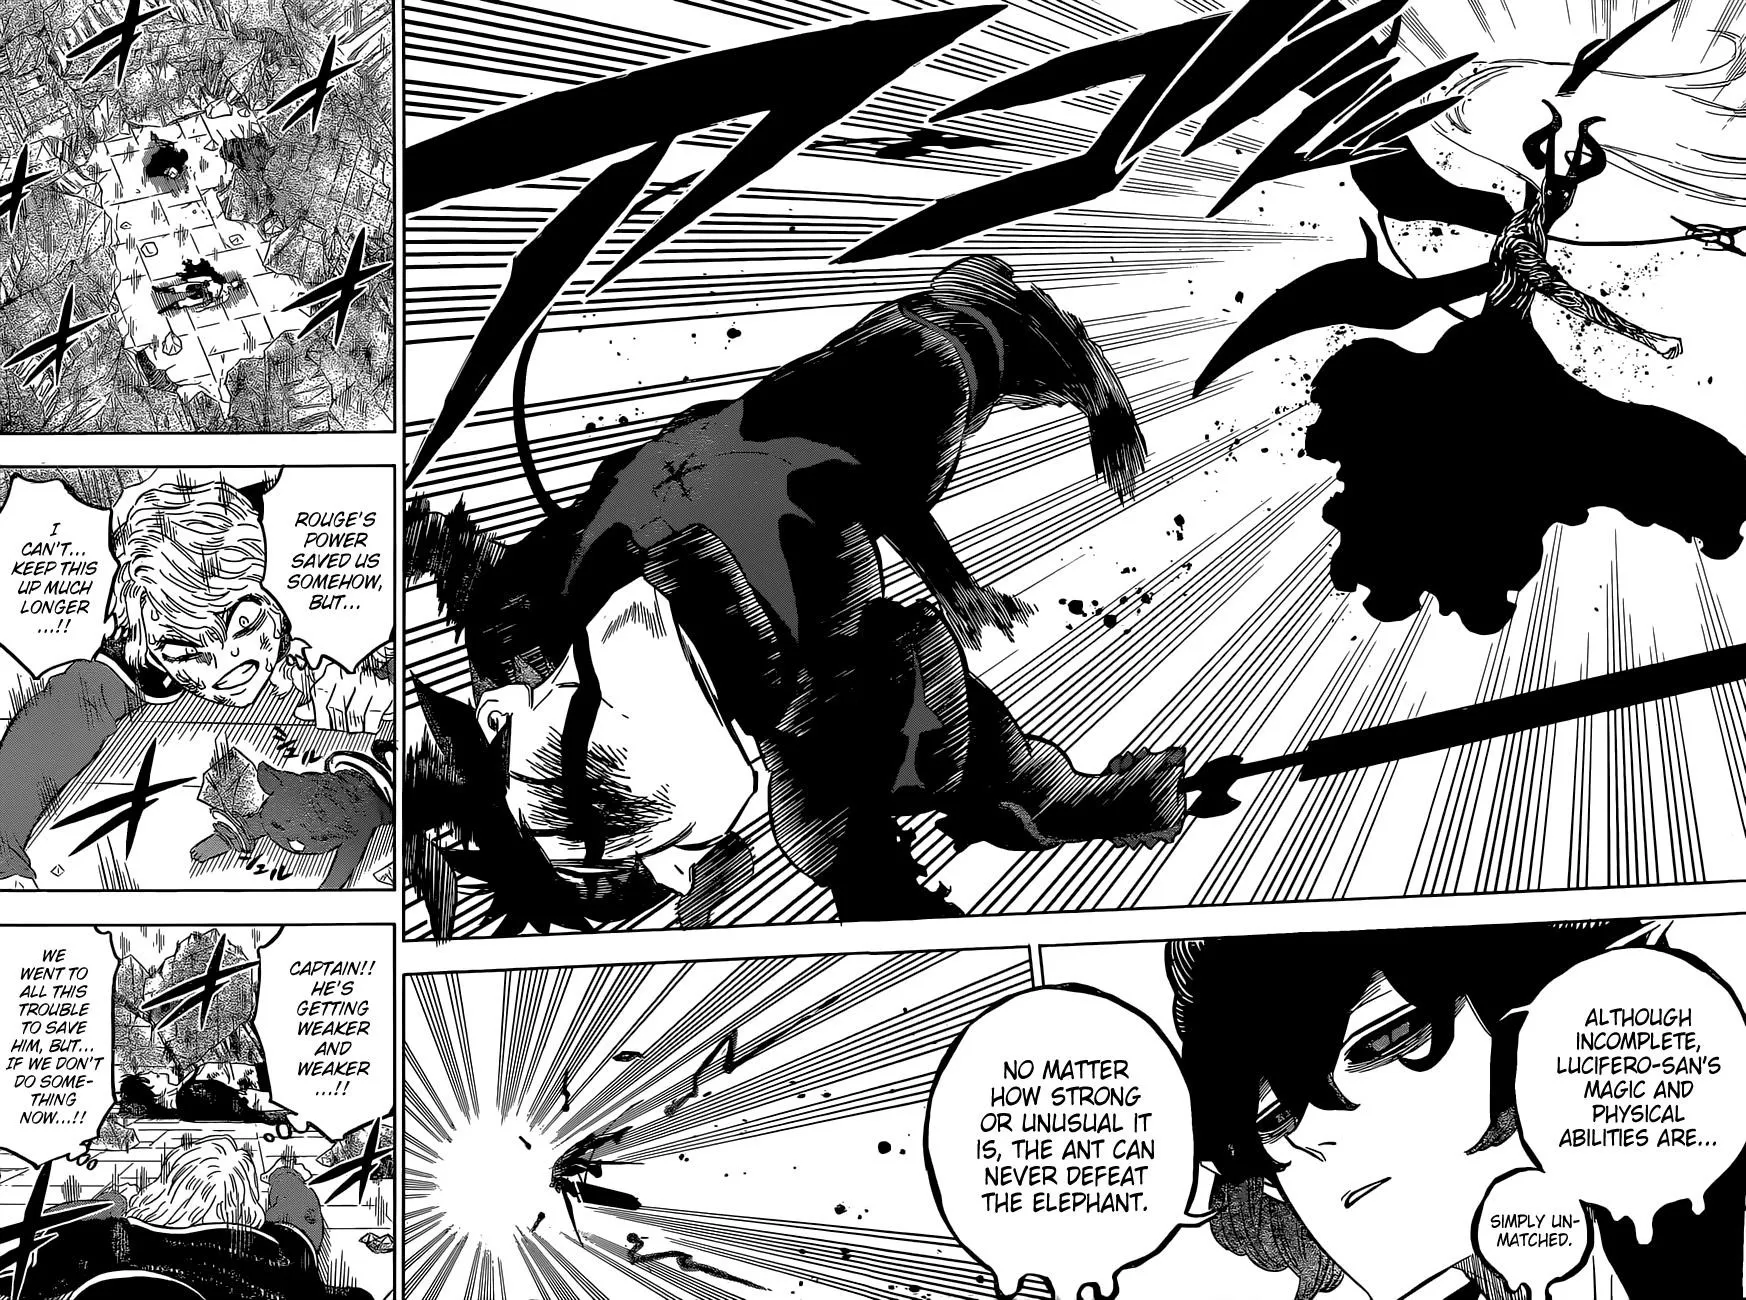 ALTHOUGH
INCOMPLETE,
LUCIFERO-SAN'S
MAGIC AND
PHYSICAL
ABILITIES ARE...
SIMPLY UN-
MATCHED.
NO MATTER
HOW STRONG
OR UNUSUAL IT
IS, THE ANT CAN
NEVER DEFEAT
THE ELEPHANT.
ROUGE'S
POWER
SAVED US
SOMEHOW,
BUT...
I
CAN'T...
KEEP THIS
UP MUCH
LONGER
...!!
CAPTAIN!!
HE'S
GETTING
WEAKER
AND
WEAKER
...!!
WE
WENT TO
ALL THIS
TROUBLE
TO SAVE
HIM, BUT...
IF WE DON'T
DO SOME-
THING
NOW...!!